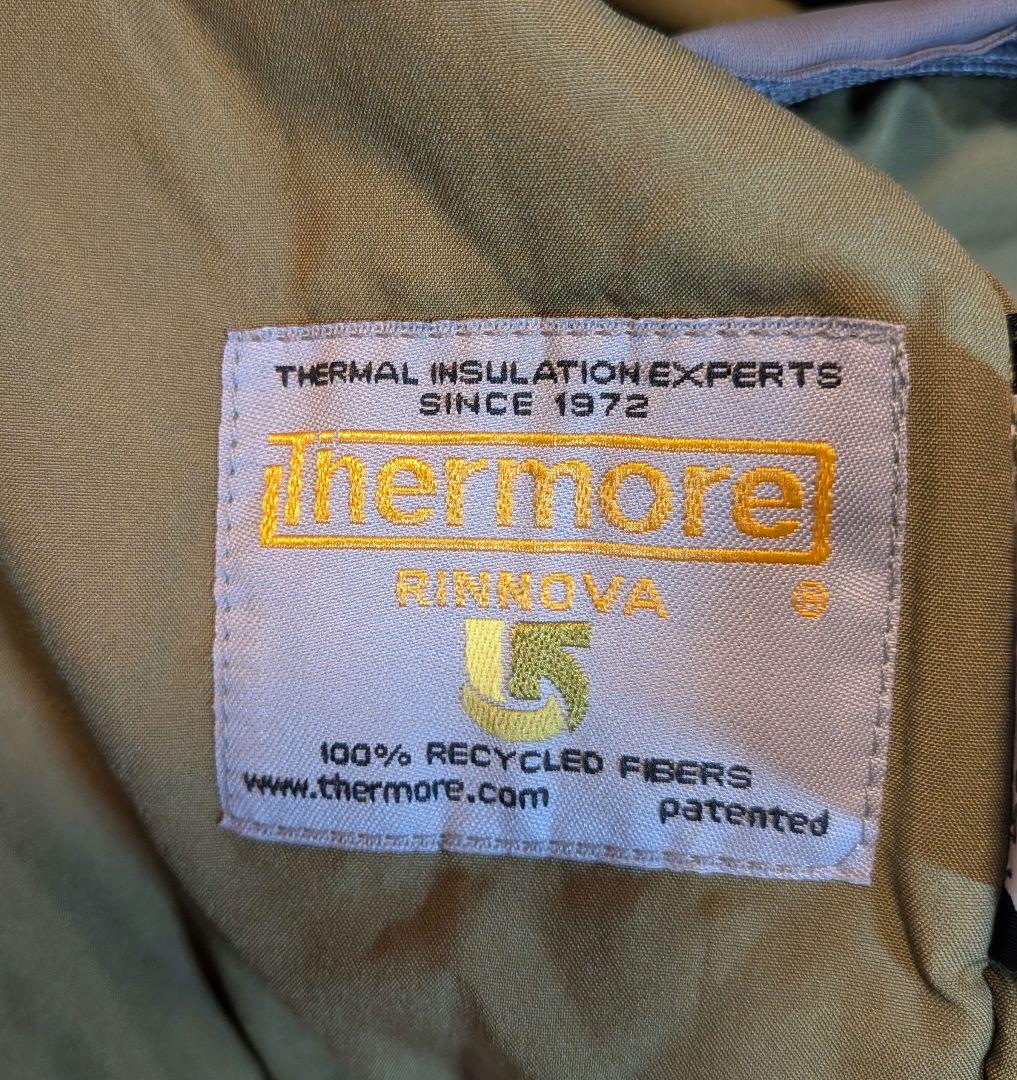 THERMAL INSULATION EXPERTS
SINCE 1972
Thermore
RINNOVA ®
100% RECYCLED FIBERS
www.thermore.com patented